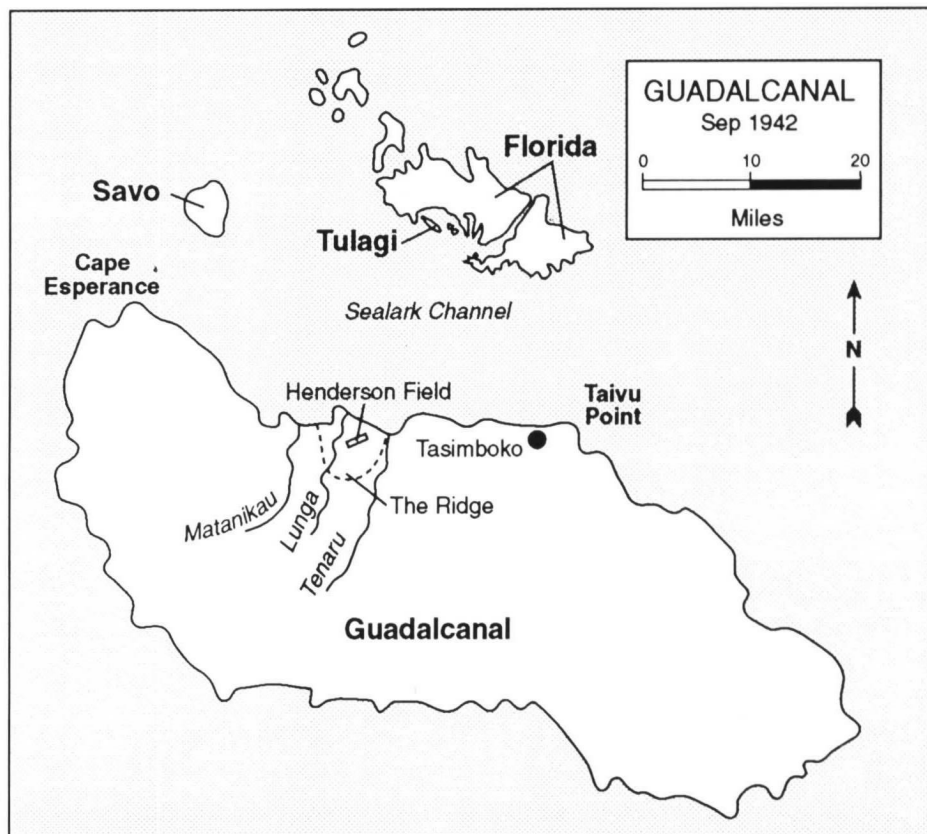 GUADALCANAL
Sep 1942
0 10 20
Miles
Florida
Savo
Tulagi
Cape
Esperance
Sealark Channel
N
Henderson Field
Taivu
Point
Tasimboko
The Ridge
Matanikau
Lunga
Tenaru
Guadalcanal